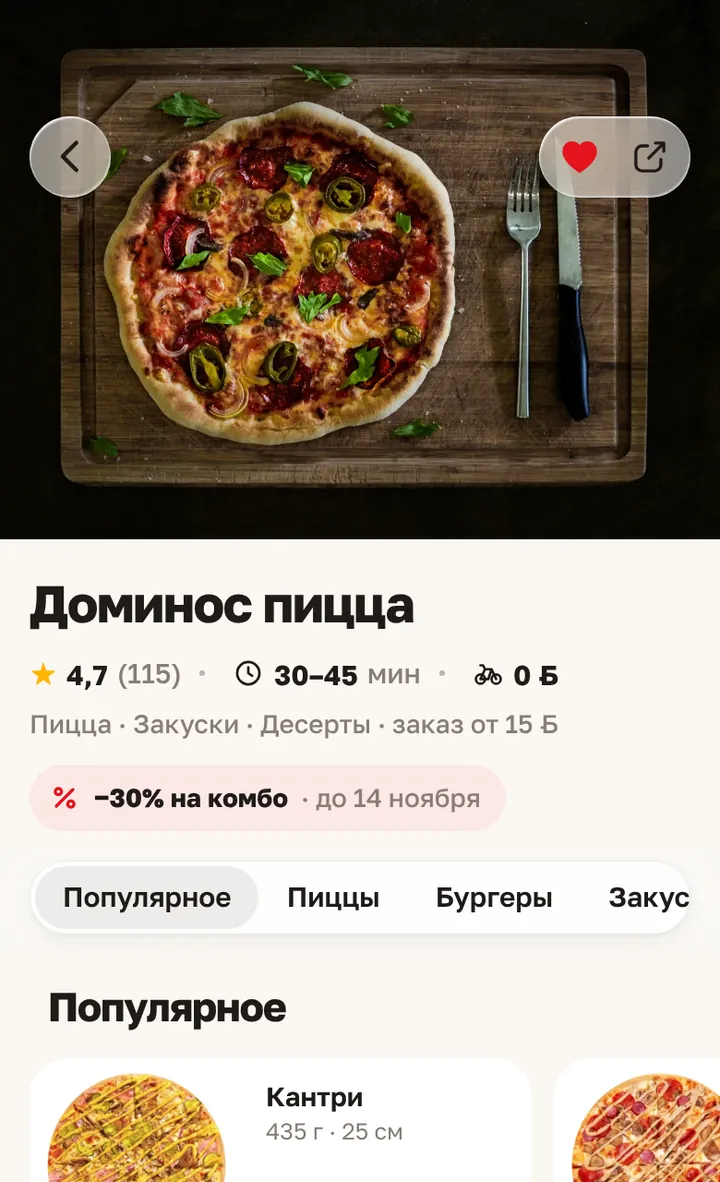 Доминос пицца
4,7 (115) · 30–45 мин · 0 Ƃ
Пицца · Закуски · Десерты · заказ от 15 Ƃ
% –30% на комбо · до 14 ноября
Популярное Пиццы Бургеры Закус
Популярное
Кантри
435 г · 25 см